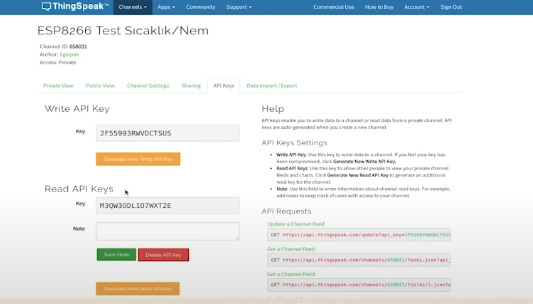 ThingSpeak™
Channels Apps Community Support
Commercial Use How to Buy Account Sign Out
ESP8266 Test Sıcaklık/Nem
Channel ID: 658031
Author:
Access: Private
Private View Public View Channel Settings Sharing API Keys Data Import / Export
Write API Key
Key
Generate New Write API Key
Read API Keys
Key
Note
Save Note Delete API Key
Generate New Read API Key
Help
API keys enable you to write data to a channel or read data from a private channel. API
keys are auto-generated when you create a new channel.
API Keys Settings
• Write API Key: Use this key to write data to a channel. If you feel your key has
been compromised, click Generate New Write API Key.
• Read API Keys: Use this key to allow other people to view your private channel
feeds and charts. Click Generate New Read API Key to generate an additional
read key for the channel.
• Note: Use this field to enter information about channel read keys. For example,
add notes to keep track of users with access to your channel.
API Requests
Update a Channel Feed
GET https://api.thingspeak.com/update?api_key=
Get a Channel Feed
GET https://api.thingspeak.com/channels/658031/feeds.json?api_
Get a Channel Field
GET https://api.thingspeak.com/channels/658031/fields/1.json?